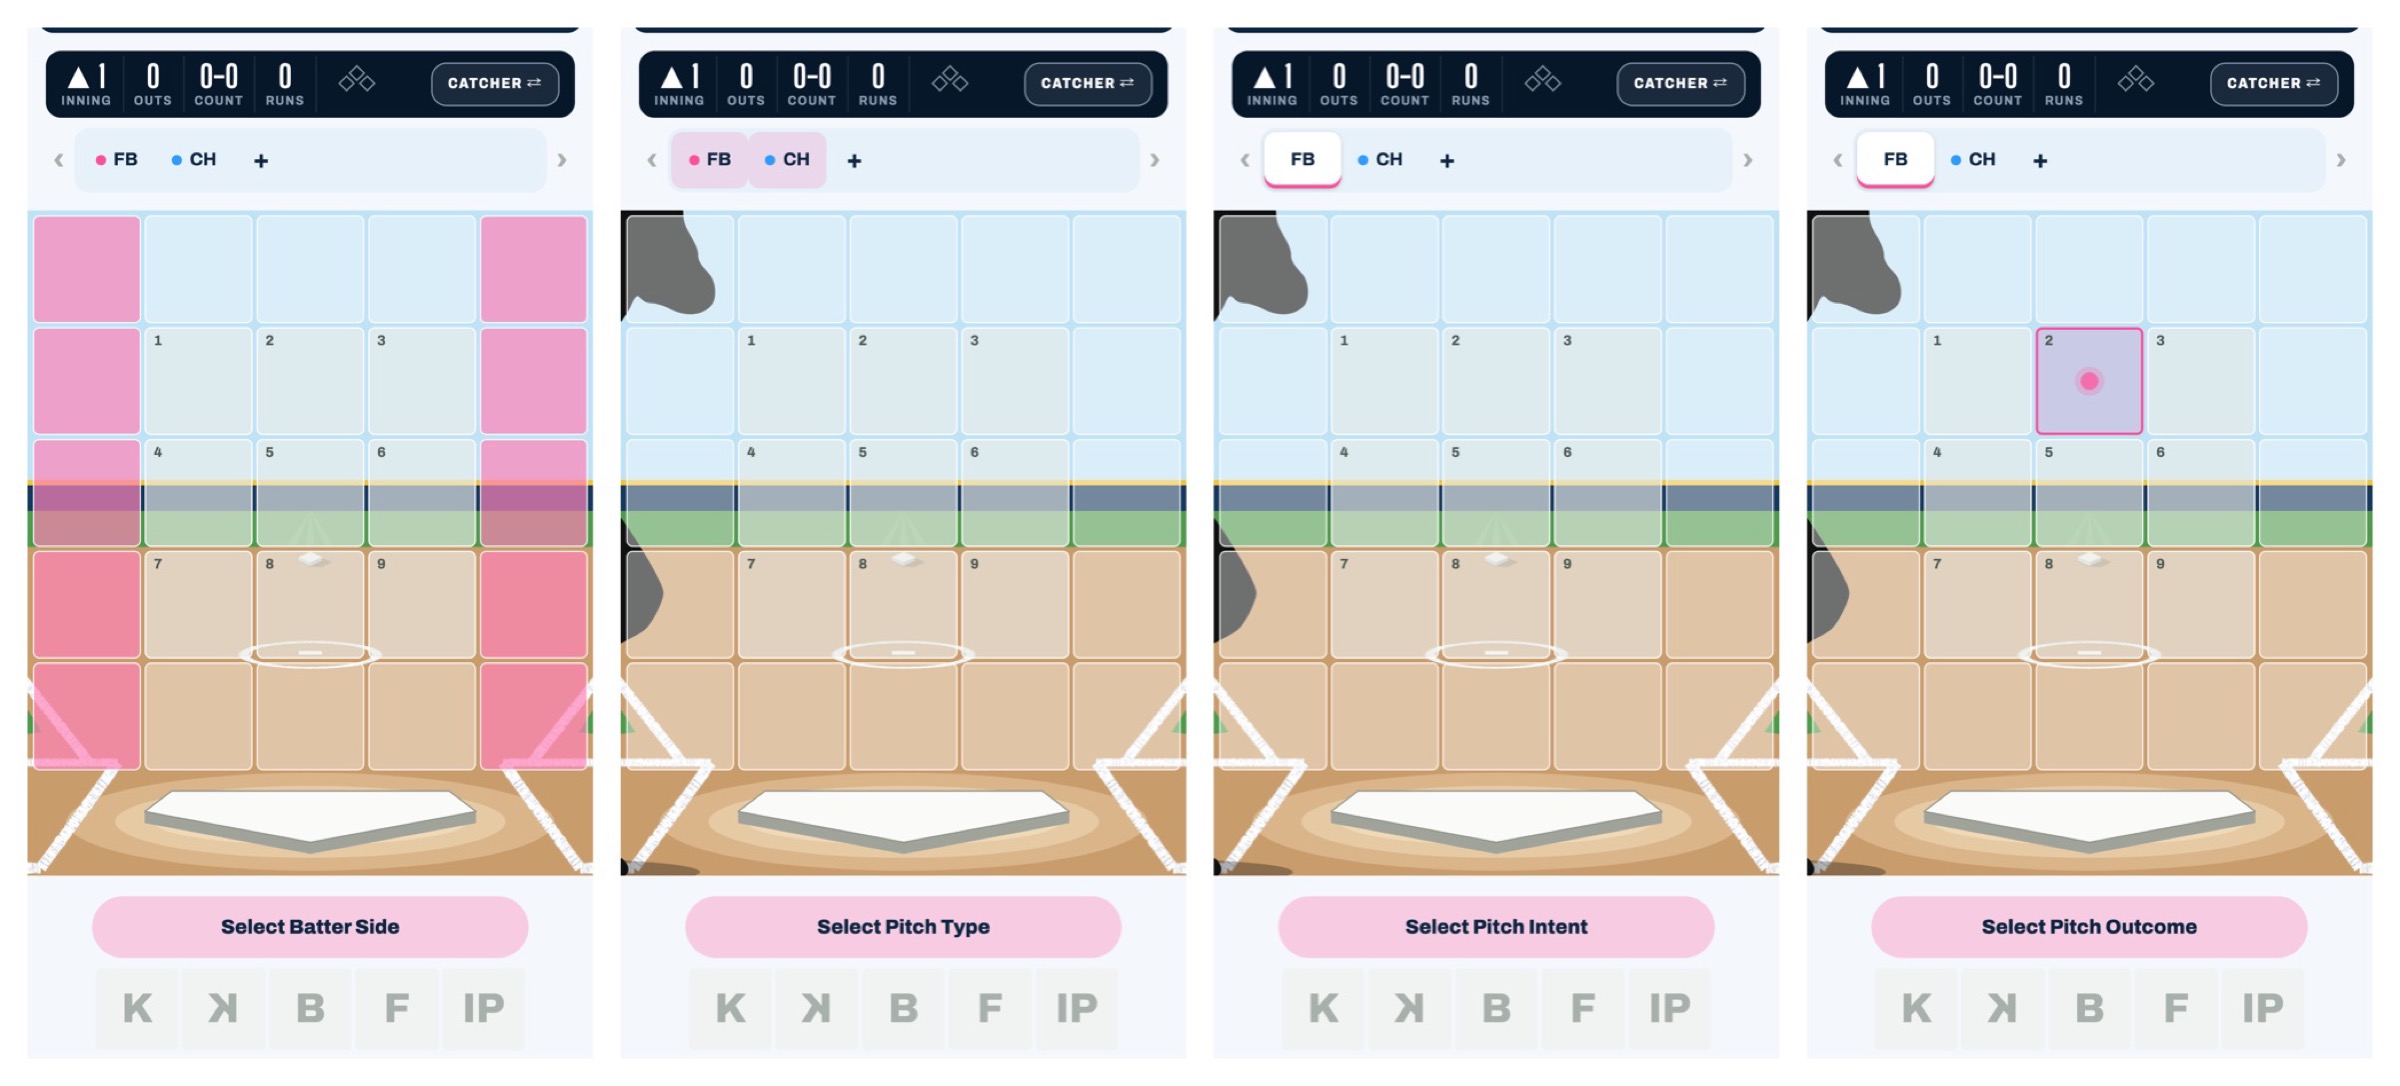 ▲ 1 0 0-0 0 CATCHER ⇄
INNING OUTS COUNT RUNS
‹ FB CH + ›
1 2 3
4 5 6
7 8 9
Select Batter Side
K ꓘ B F IP
▲ 1 0 0-0 0 CATCHER ⇄
INNING OUTS COUNT RUNS
‹ FB CH + ›
1 2 3
4 5 6
7 8 9
Select Pitch Type
K ꓘ B F IP
▲ 1 0 0-0 0 CATCHER ⇄
INNING OUTS COUNT RUNS
‹ FB CH + ›
1 2 3
4 5 6
7 8 9
Select Pitch Intent
K ꓘ B F IP
▲ 1 0 0-0 0 CATCHER ⇄
INNING OUTS COUNT RUNS
‹ FB CH + ›
1 2 3
4 5 6
7 8 9
Select Pitch Outcome
K ꓘ B F IP